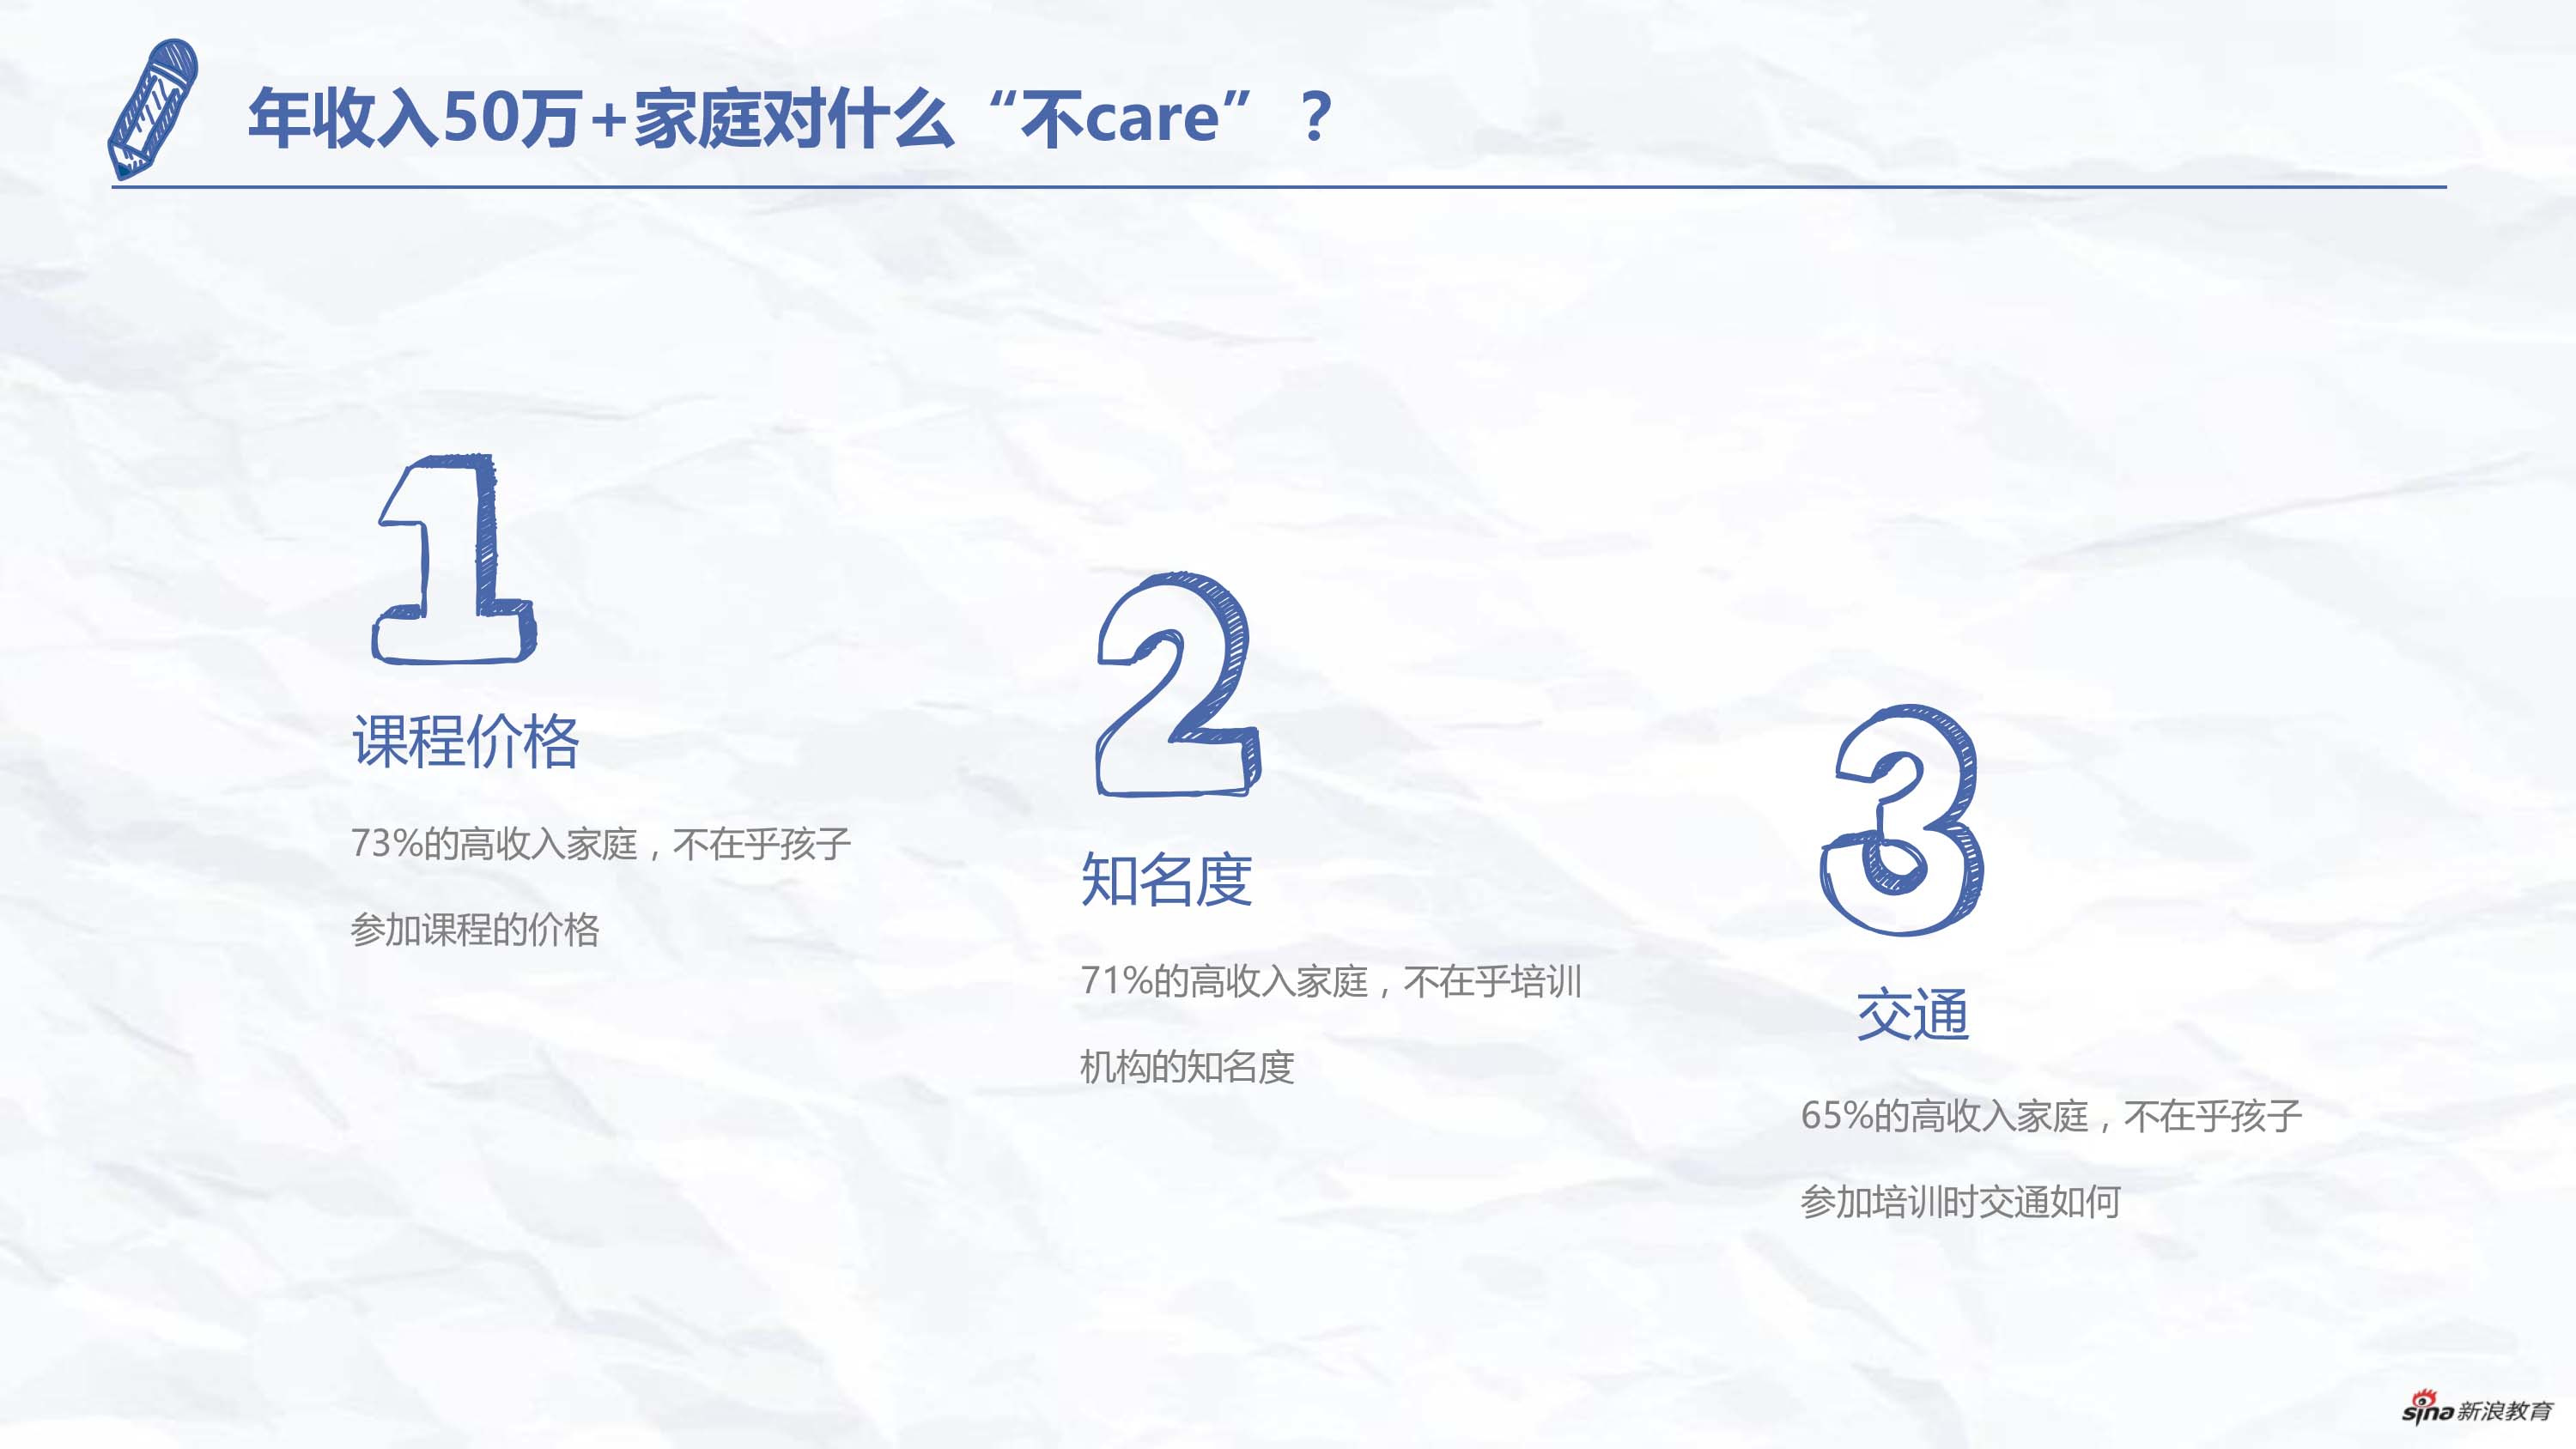 年收入50万+家庭对什么“不care”？
1
课程价格
73%的高收入家庭，不在乎孩子
参加课程的价格
2
知名度
71%的高收入家庭，不在乎培训
机构的知名度
3
交通
65%的高收入家庭，不在乎孩子
参加培训时交通如何
sina新浪教育